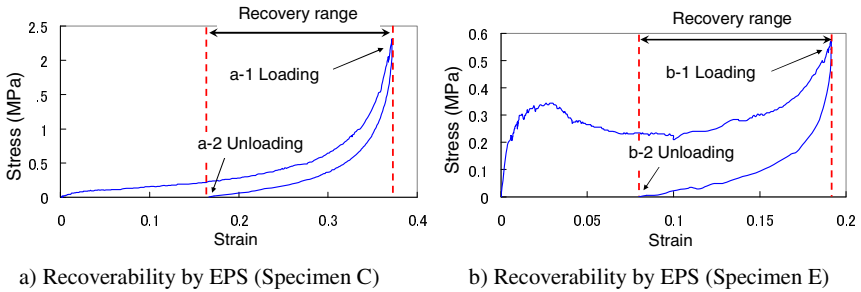 Recovery range
2.5
2
.5
1
0.5
0
Stress (MPa)
a-1 Loading
a-2 Unloading
0
0.1
0.2
0.3
0.4
Strain
a) Recoverability by EPS (Specimen C)
Recovery range
0.6
0.5
0.4
0.3
0.2
0.1
0
Stress (MPa)
b-1 Loading
b-2 Unloading
0
0.05
0.1
0.15
0.2
Strain
b) Recoverability by EPS (Specimen E)